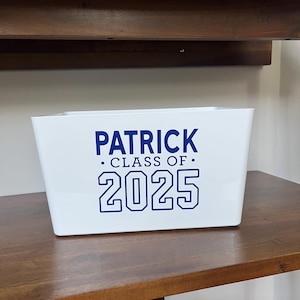 PATRICK
• CLASS OF •
2025